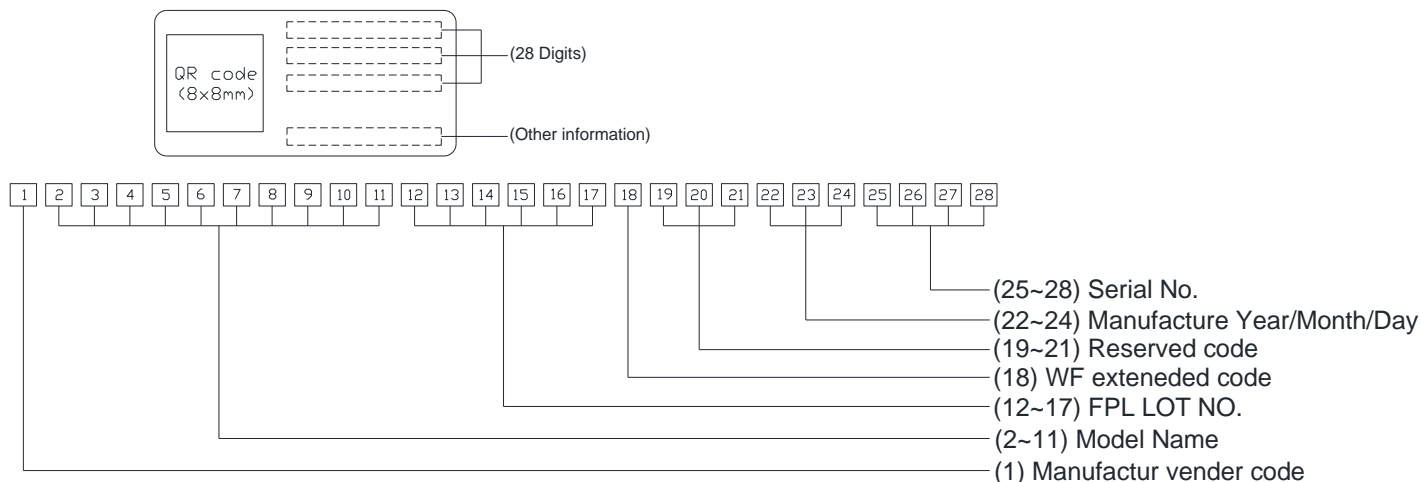 QR code
(8x8mm)
(28 Digits)
(Other information)
1 2 3 4 5 6 7 8 9 10 11 12 13 14 15 16 17 18 19 20 21 22 23 24 25 26 27 28
(25~28) Serial No.
(22~24) Manufacture Year/Month/Day
(19~21) Reserved code
(18) WF exteneded code
(12~17) FPL LOT NO.
(2~11) Model Name
(1) Manufactur vender code